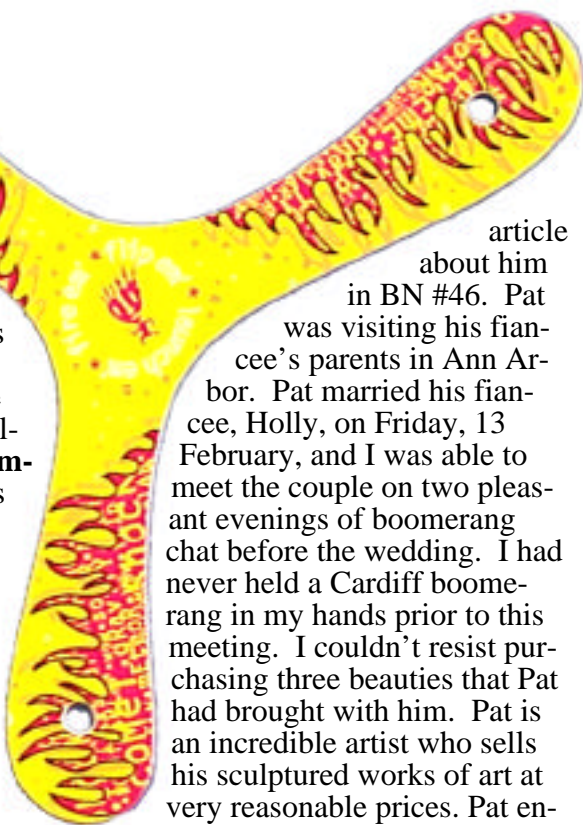 article
about him
in BN #46. Pat
was visiting his fian-
cee's parents in Ann Ar-
bor. Pat married his fian-
cee, Holly, on Friday, 13
February, and I was able to
meet the couple on two pleas-
ant evenings of boomerang
chat before the wedding. I had
never held a Cardiff boome-
rang in my hands prior to this
meeting. I couldn't resist pur-
chasing three beauties that Pat
had brought with him. Pat is
an incredible artist who sells
his sculptured works of art at
very reasonable prices. Pat en-
s
l-
m-
s